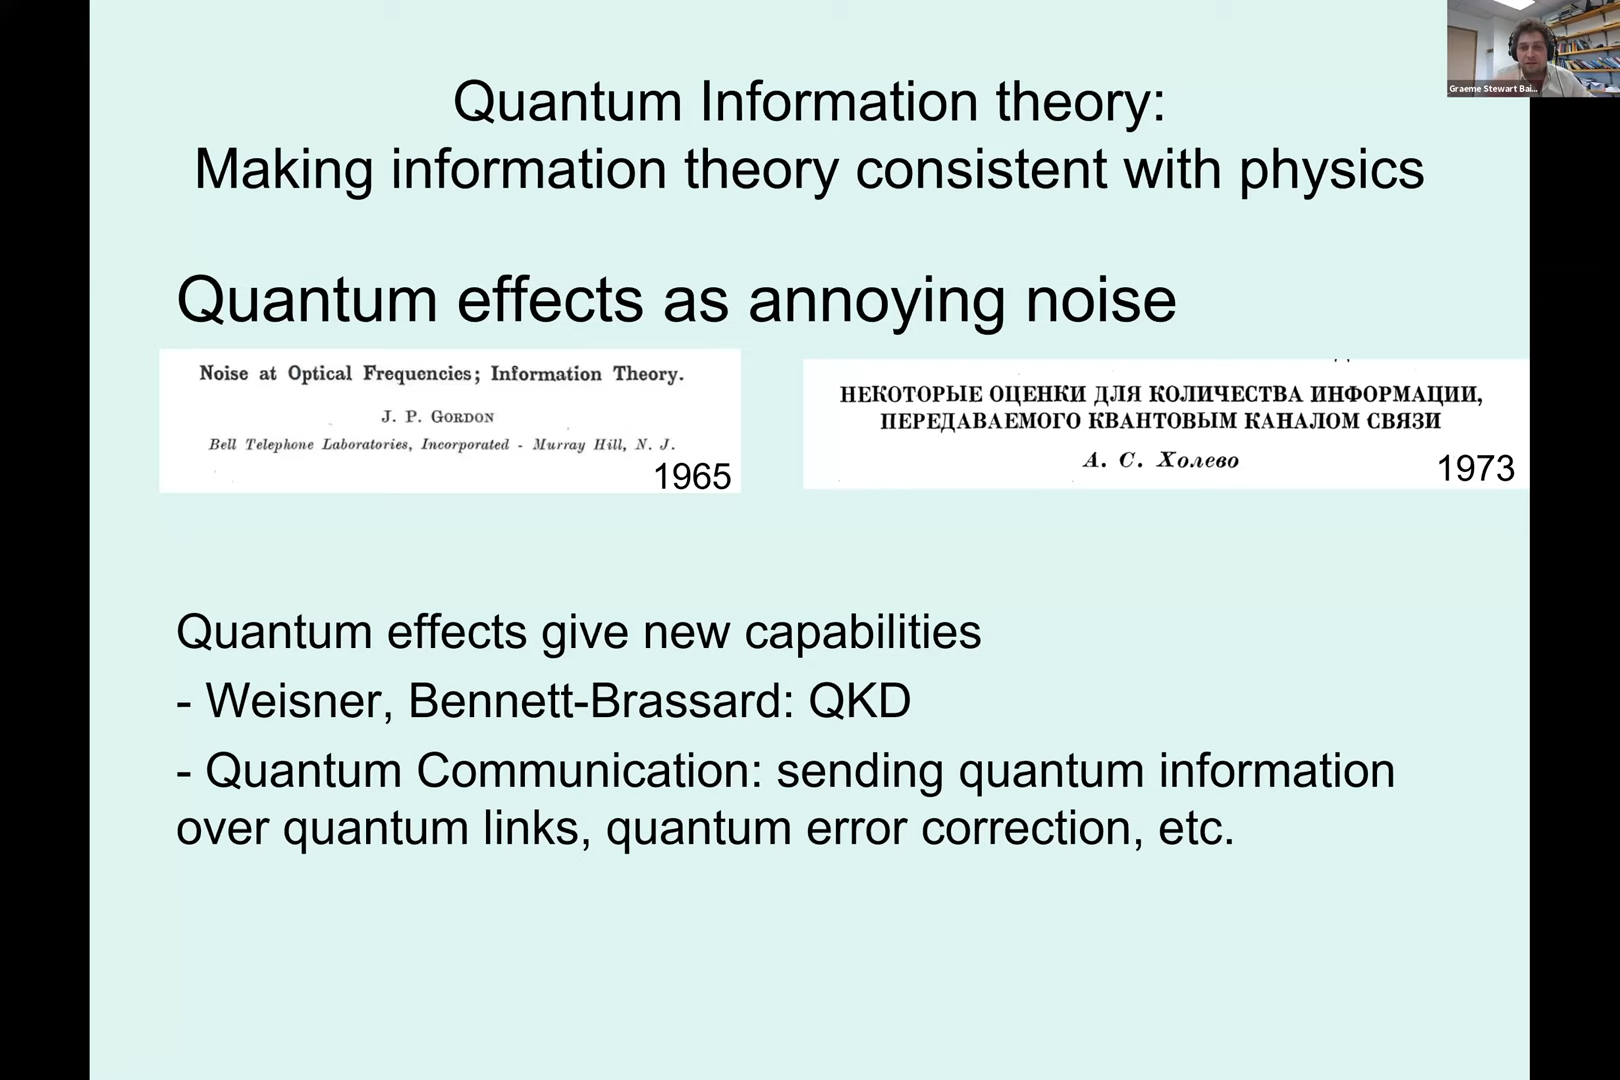 Graeme Stewart Bai...
Quantum Information theory:
Making information theory consistent with physics
Quantum effects as annoying noise
Noise at Optical Frequencies; Information Theory.
J. P. GORDON
Bell Telephone Laboratories, Incorporated - Murray Hill, N. J.
1965
НЕКОТОРЫЕ ОЦЕНКИ ДЛЯ КОЛИЧЕСТВА ИНФОРМАЦИИ,
ПЕРЕДАВАЕМОГО КВАНТОВЫМ КАНАЛОМ СВЯЗИ
А. С. Холево
1973
Quantum effects give new capabilities
- Weisner, Bennett-Brassard: QKD
- Quantum Communication: sending quantum information
over quantum links, quantum error correction, etc.